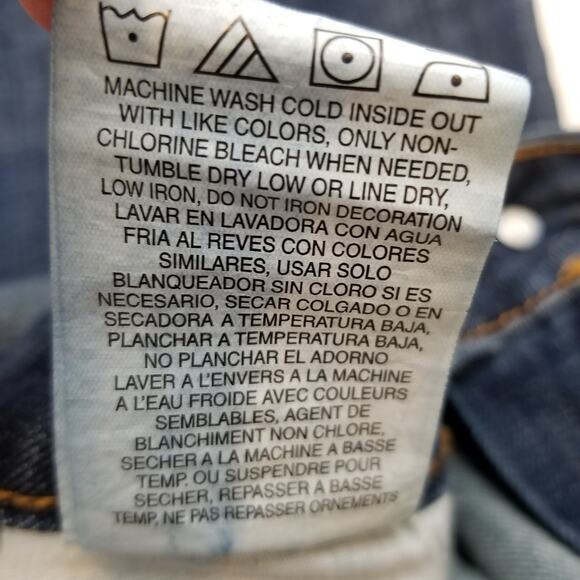 MACHINE WASH COLD INSIDE OUT
WITH LIKE COLORS, ONLY NON-
CHLORINE BLEACH WHEN NEEDED,
TUMBLE DRY LOW OR LINE DRY,
LOW IRON, DO NOT IRON DECORATION
LAVAR EN LAVADORA CON AGUA
FRIA AL REVES CON COLORES
SIMILARES, USAR SOLO
BLANQUEADOR SIN CLORO SI ES
NECESARIO, SECAR COLGADO O EN
SECADORA A TEMPERATURA BAJA,
PLANCHAR A TEMPERATURA BAJA,
NO PLANCHAR EL ADORNO
LAVER A L'ENVERS A LA MACHINE
A L'EAU FROIDE AVEC COULEURS
SEMBLABLES, AGENT DE
BLANCHIMENT NON CHLORE,
SECHER A LA MACHINE A BASSE
TEMP. OU SUSPENDRE POUR
SECHER, REPASSER A BASSE
TEMP, NE PAS REPASSER ORNEMENTS